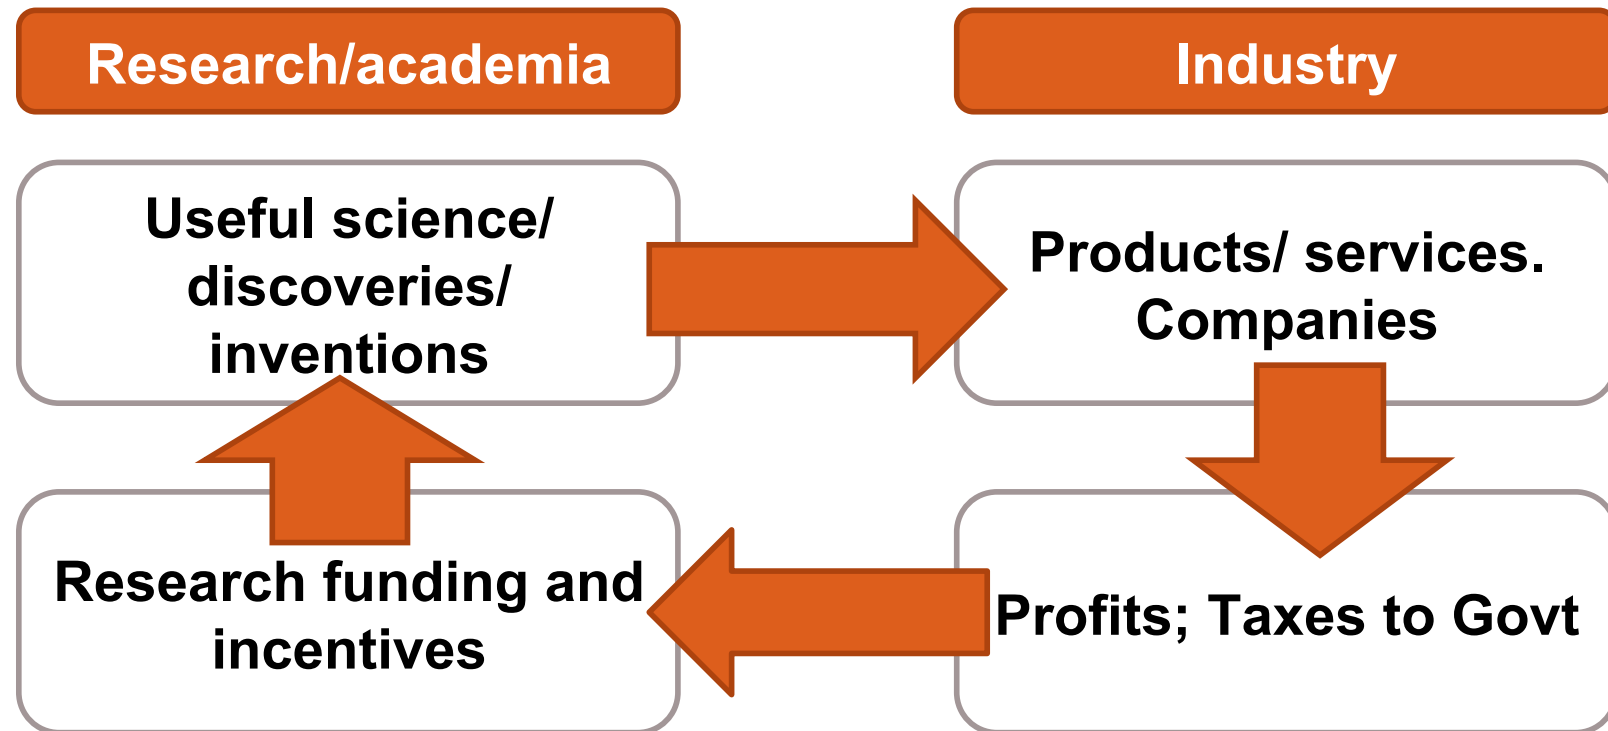 Research/academia
Industry
Useful science/
discoveries/
inventions
Products/ services.
Companies
Research funding and
incentives
Profits; Taxes to Govt